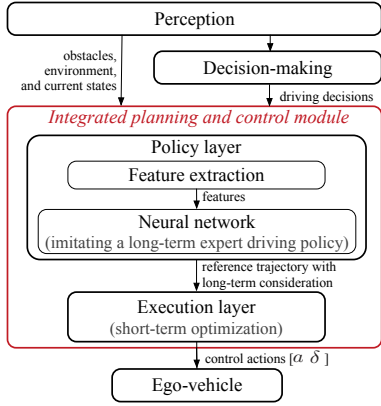 Perception
obstacles,
environment,
and current states
Decision-making
driving decisions
Integrated planning and control module
Policy layer
Feature extraction
features
Neural network
(imitating a long-term expert driving policy)
reference trajectory with
long-term consideration
Execution layer
(short-term optimization)
control actions [a δ]
Ego-vehicle